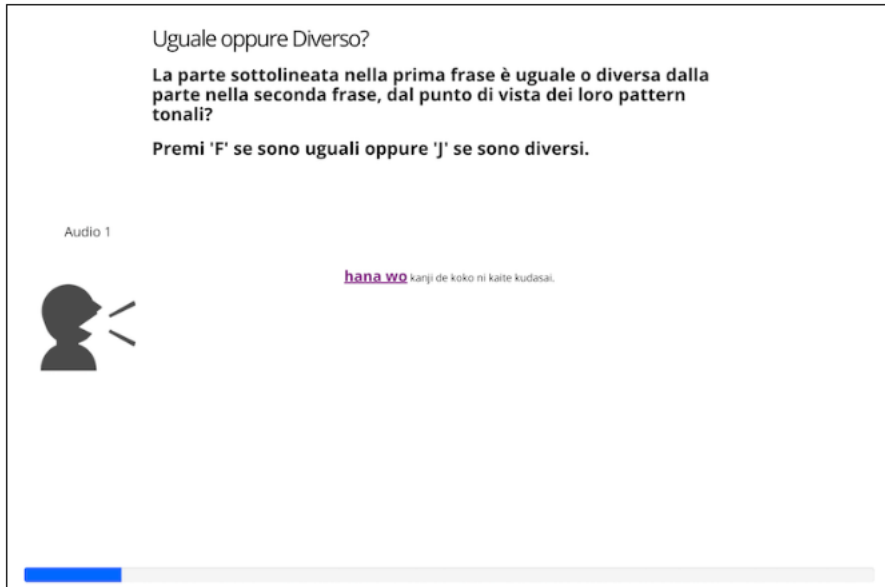 Uguale oppure Diverso?
La parte sottolineata nella prima frase è uguale o diversa dalla
parte nella seconda frase, dal punto di vista dei loro pattern
tonali?
Premi 'F' se sono uguali oppure 'J' se sono diversi.
Audio 1
hana wo kanji de koko ni kaite kudasai.